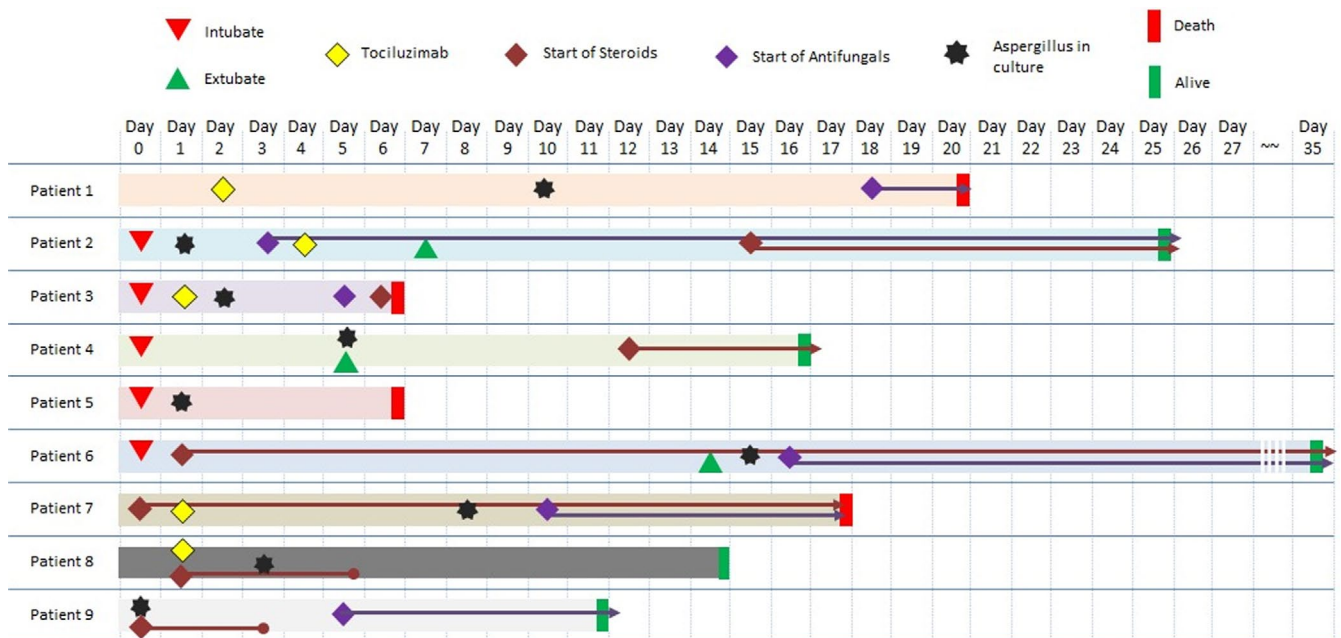 Intubate
Extubate
Tociluzimab
Start of Steroids
Start of Antifungals
Aspergillus in
culture
Death
Alive
Day Day Day Day Day Day Day Day Day Day Day Day Day Day Day Day Day Day Day Day Day Day Day Day Day Day Day Day Day
0 1 2 3 4 5 6 7 8 9 10 11 12 13 14 15 16 17 18 19 20 21 22 23 24 25 26 27 ~~ 35
Patient 1
Patient 2
Patient 3
Patient 4
Patient 5
Patient 6
Patient 7
Patient 8
Patient 9